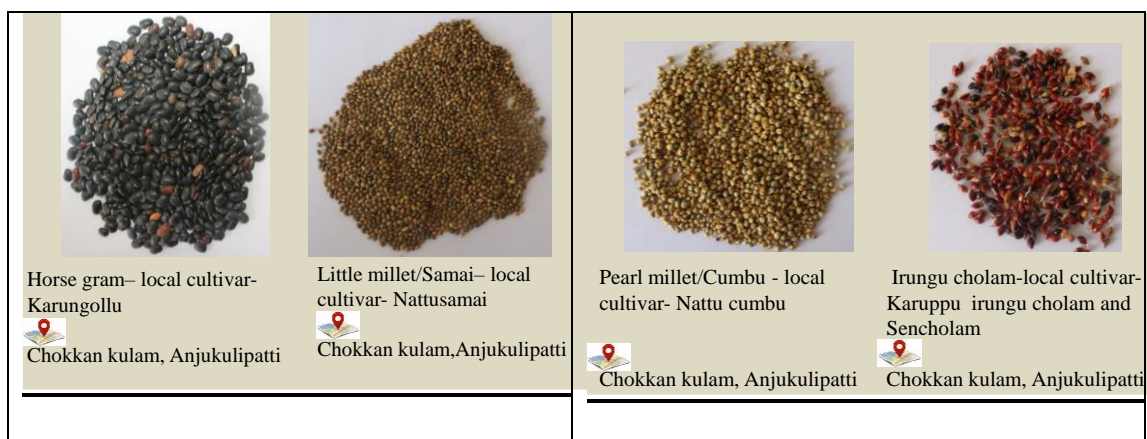 Horse gram– local cultivar-
Karungollu
Chokkan kulam, Anjukulipatti
Little millet/Samai– local
cultivar- Nattusamai
Chokkan kulam,Anjukulipatti
Pearl millet/Cumbu - local
cultivar- Nattu cumbu
Chokkan kulam, Anjukulipatti
Irungu cholam-local cultivar-
Karuppu irungu cholam and
Sencholam
Chokkan kulam, Anjukulipatti